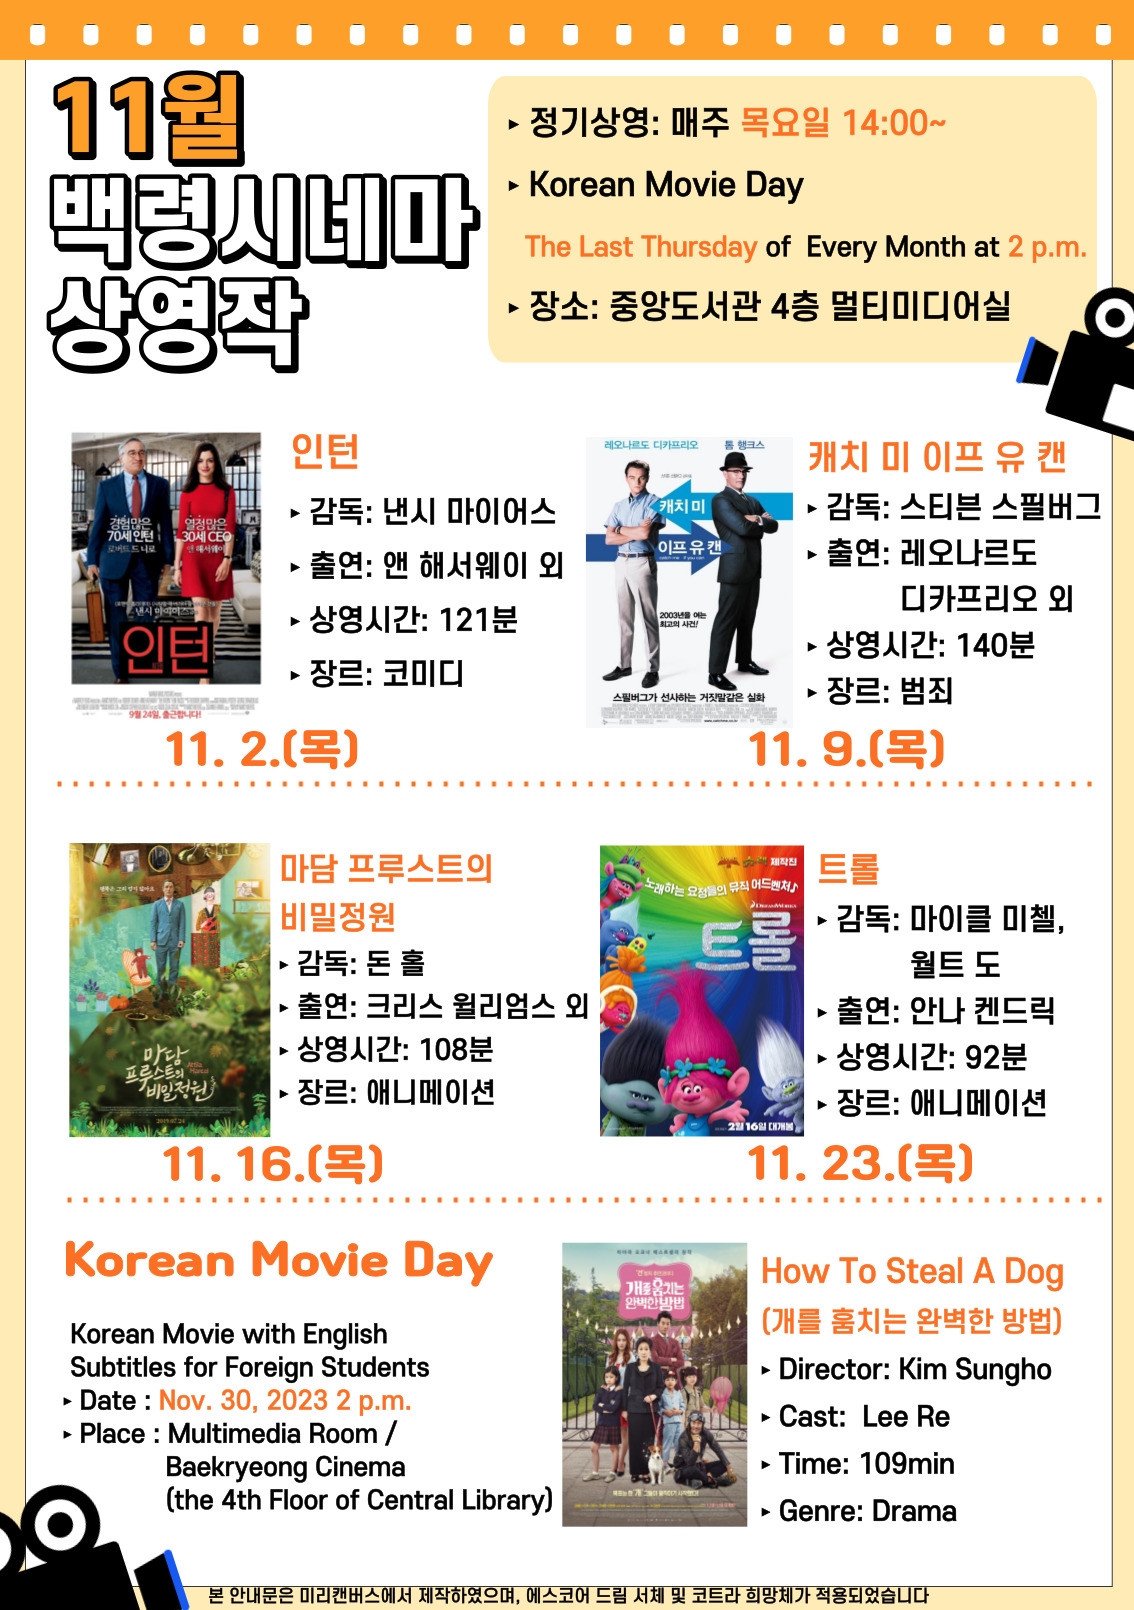 11월
백령시네마
상영작
▸ 정기상영: 매주 목요일 14:00~
▸ Korean Movie Day
The Last Thursday of Every Month at 2 p.m.
▸ 장소: 중앙도서관 4층 멀티미디어실
경험많은 열정많은
70세인턴 30세CEO
로버트 드 니로 앤 해서웨이
낸시 마이어스
인턴
9월 24일, 출근합니다!
인턴
▸ 감독: 낸시 마이어스
▸ 출연: 앤 해서웨이 외
▸ 상영시간: 121분
▸ 장르: 코미디
11. 2.(목)
레오나르도 디카프리오 톰 행크스
캐치 미
이프 유 캔
2003년을 여는
최고의 사건!
스필버그가 선사하는 거짓말같은 실화
캐치 미 이프 유 캔
▸ 감독: 스티븐 스필버그
▸ 출연: 레오나르도
디카프리오 외
▸ 상영시간: 140분
▸ 장르: 범죄
11. 9.(목)
마담
프루스트의
비밀정원
2019.07.24
마담 프루스트의
비밀정원
▸ 감독: 돈 홀
▸ 출연: 크리스 윌리엄스 외
▸ 상영시간: 108분
▸ 장르: 애니메이션
11. 16.(목)
제작진
노래하는 요정들의 뮤직 어드벤처♪
DREAMWORKS
트롤
2월 16일 대개봉
트롤
▸ 감독: 마이클 미첼,
월트 도
▸ 출연: 안나 켄드릭
▸ 상영시간: 92분
▸ 장르: 애니메이션
11. 23.(목)
Korean Movie Day
Korean Movie with English
Subtitles for Foreign Students
▸ Date : Nov. 30, 2023 2 p.m.
▸ Place : Multimedia Room /
Baekryeong Cinema
(the 4th Floor of Central Library)
개를 훔치는
완벽한 방법
How To Steal A Dog
(개를 훔치는 완벽한 방법)
▸ Director: Kim Sungho
▸ Cast: Lee Re
▸ Time: 109min
▸ Genre: Drama
본 안내문은 미리캔버스에서 제작하였으며, 에스코어 드림 서체 및 코트라 희망체가 적용되었습니다